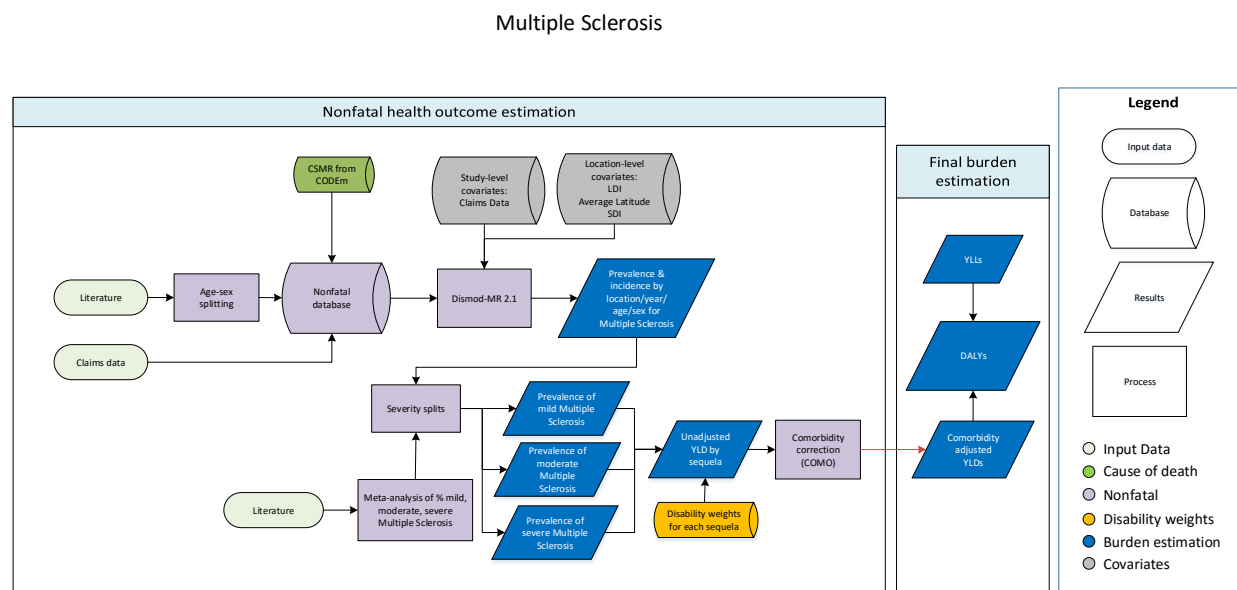 Multiple Sclerosis
Nonfatal health outcome estimation
CSMR from
CODEm
Study-level
covariates:
Claims Data
Location-level
covariates:
LDI
Average Latitude
SDI
Literature
Age-sex
splitting
Nonfatal
database
Dismod-MR 2.1
Prevalence &
incidence by
location/year/
age/sex for
Multiple Sclerosis
Claims data
Severity splits
Prevalence of
mild Multiple
Sclerosis
Prevalence of
moderate
Multiple
Sclerosis
Prevalence of
severe Multiple
Sclerosis
Literature
Meta-analysis of % mild,
moderate, severe
Multiple Sclerosis
Unadjusted
YLD by
sequela
Disability weights
for each sequela
Comorbidity
correction
(COMO)
Final burden
estimation
YLLs
DALYs
Comorbidity
adjusted
YLDs
Legend
Input data
Database
Results
Process
Input Data
Cause of death
Nonfatal
Disability weights
Burden estimation
Covariates